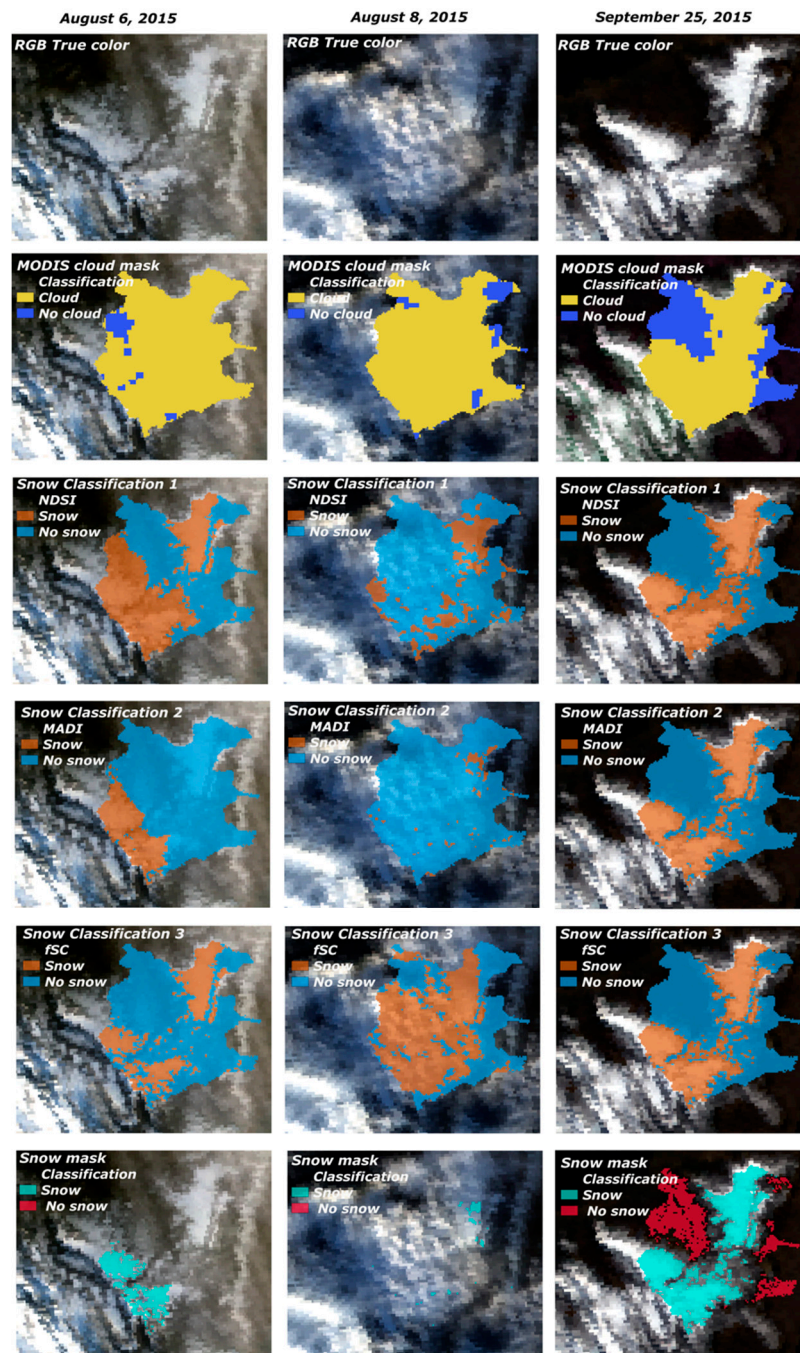 August 6, 2015
August 8, 2015
September 25, 2015
RGB True color
RGB True color
RGB True color
MODIS cloud mask
Classification
Cloud
No cloud
MODIS cloud mask
Classification
Cloud
No cloud
MODIS cloud mask
Classification
Cloud
No cloud
Snow Classification 1
NDSI
Snow
No snow
Snow Classification 1
NDSI
Snow
No snow
Snow Classification 1
NDSI
Snow
No snow
Snow Classification 2
MADI
Snow
No snow
Snow Classification 2
MADI
Snow
No snow
Snow Classification 2
MADI
Snow
No snow
Snow Classification 3
fSC
Snow
No snow
Snow Classification 3
fSC
Snow
No snow
Snow Classification 3
fSC
Snow
No snow
Snow mask
Classification
Snow
No snow
Snow mask
Classification
Snow
No snow
Snow mask
Classification
Snow
No snow